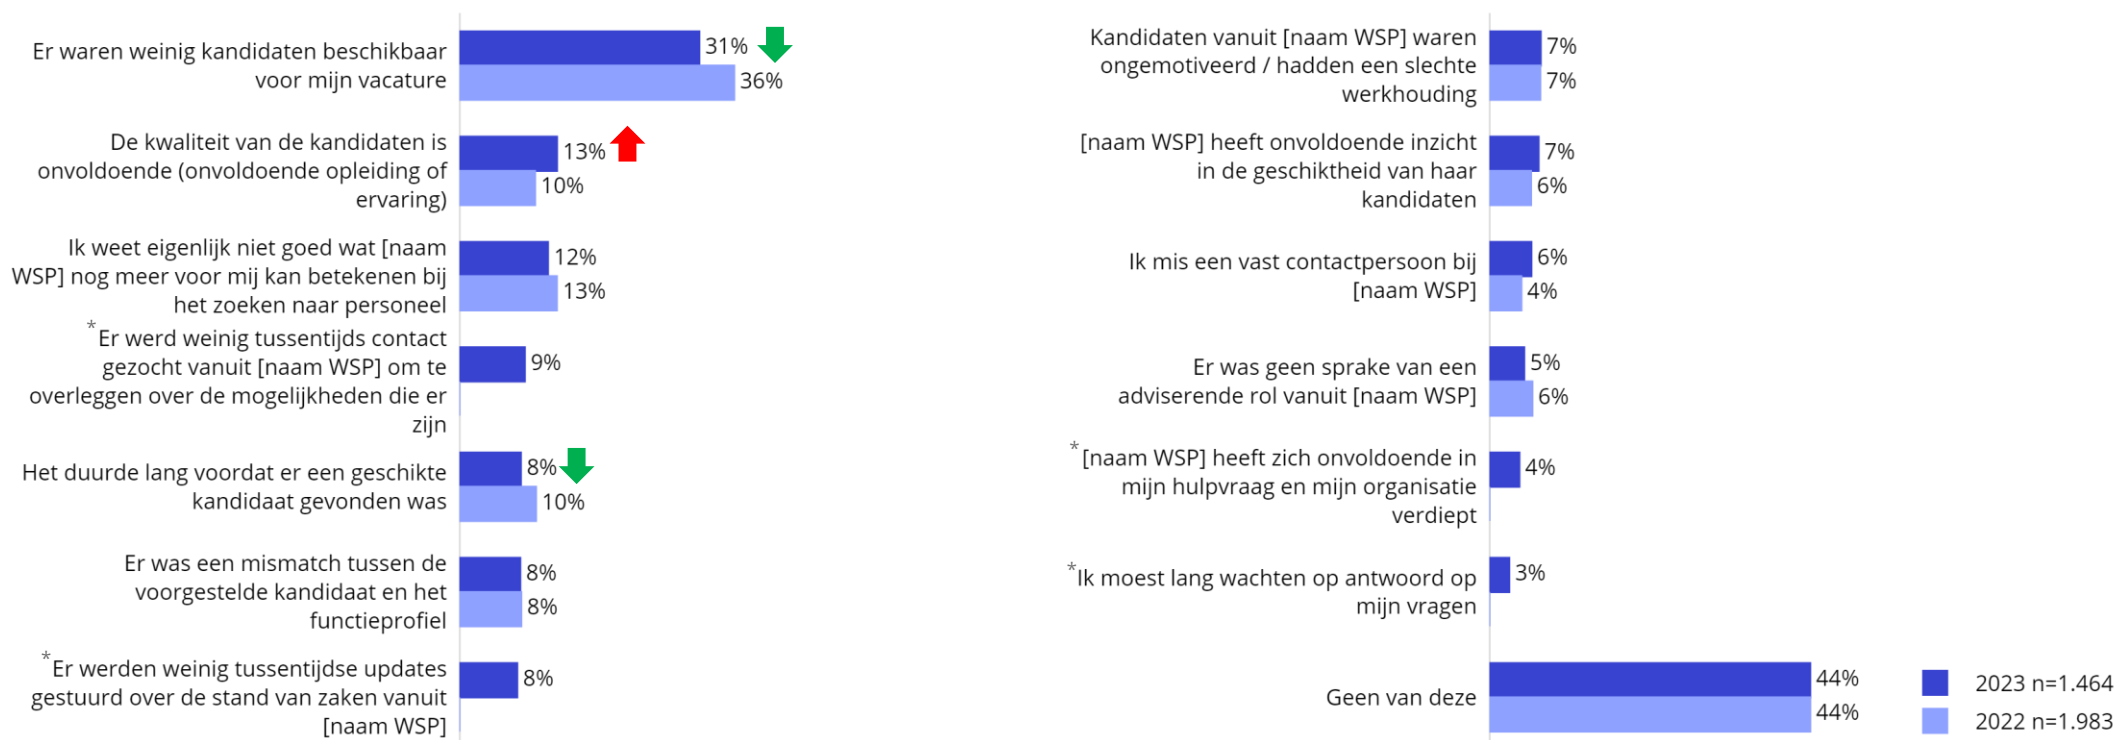 Er waren weinig kandidaten beschikbaar
voor mijn vacature
31%
36%
De kwaliteit van de kandidaten is
onvoldoende (onvoldoende opleiding of
ervaring)
13%
10%
Ik weet eigenlijk niet goed wat [naam
WSP] nog meer voor mij kan betekenen bij
het zoeken naar personeel
12%
13%
*Er werd weinig tussentijds contact
gezocht vanuit [naam WSP] om te
overleggen over de mogelijkheden die er
zijn
9%
Het duurde lang voordat er een geschikte
kandidaat gevonden was
8%
10%
Er was een mismatch tussen de
voorgestelde kandidaat en het
functieprofiel
8%
8%
*Er werden weinig tussentijdse updates
gestuurd over de stand van zaken vanuit
[naam WSP]
8%
Kandidaten vanuit [naam WSP] waren
ongemotiveerd / hadden een slechte
werkhouding
7%
7%
[naam WSP] heeft onvoldoende inzicht
in de geschiktheid van haar
kandidaten
7%
6%
Ik mis een vast contactpersoon bij
[naam WSP]
6%
4%
Er was geen sprake van een
adviserende rol vanuit [naam WSP]
5%
6%
*[naam WSP] heeft zich onvoldoende in
mijn hulpvraag en mijn organisatie
verdiept
4%
*Ik moest lang wachten op antwoord op
mijn vragen
3%
Geen van deze
44%
44%
2023 n=1.464
2022 n=1.983